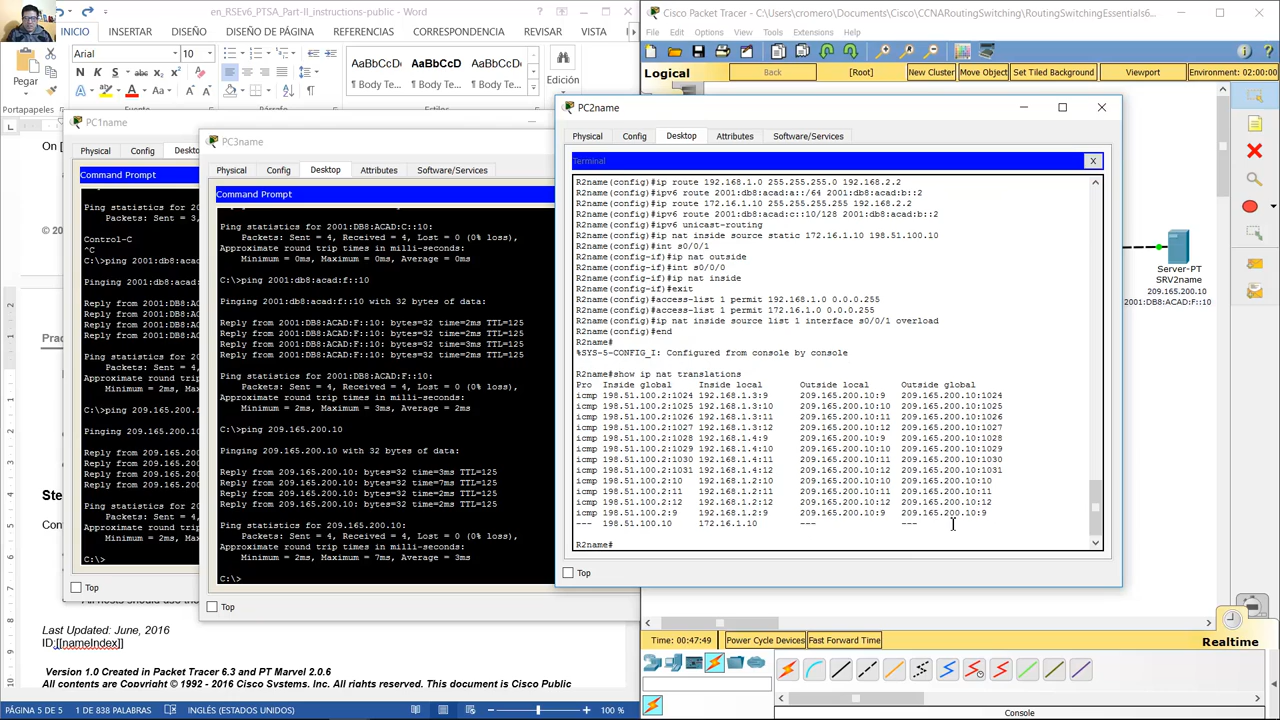 en_RSEv6_PTSA_Part-II_instructions-public - Word
INICIO INSERTAR DISEÑO DISEÑO DE PÁGINA REFERENCIAS CORRESPONDENCIA REVISAR VISTA
Pegar
Portapapeles
Arial 10
N K S
AaBbCcD AaBbCcD AaBbCcD
¶ Body Te... ¶ Body Te... ¶ Body Te...
Edición
On [
PC1name
Physical Config Deskto
Command Prompt
Ping statistics for 20
Packets: Sent = 3,
Control-C
^C
C:\>ping 2001:db8:acad
Pinging 2001:db8:acad:
Reply from 2001:DB8:AC
Reply from 2001:DB8:AC
Reply from 2001:DB8:AC
Reply from 2001:DB8:AC
Ping statistics for 20
Packets: Sent = 4,
Approximate round trip
Minimum = 2ms, Max
C:\>ping 209.165.200.1
Pinging 209.165.200.10
Reply from 209.165.200
Reply from 209.165.200
Reply from 209.165.200
Reply from 209.165.200
Ping statistics for 20
Packets: Sent = 4,
Approximate round trip
Minimum = 2ms, Max
C:\>
Top
PC3name
Physical Config Desktop Attributes Software/Services
Command Prompt
Ping statistics for 2001:DB8:ACAD:C::10:
Packets: Sent = 4, Received = 4, Lost = 0 (0% loss),
Approximate round trip times in milli-seconds:
Minimum = 0ms, Maximum = 0ms, Average = 0ms
C:\>ping 2001:db8:acad:f::10
Pinging 2001:db8:acad:f::10 with 32 bytes of data:
Reply from 2001:DB8:ACAD:F::10: bytes=32 time=2ms TTL=125
Reply from 2001:DB8:ACAD:F::10: bytes=32 time=3ms TTL=125
Reply from 2001:DB8:ACAD:F::10: bytes=32 time=2ms TTL=125
Reply from 2001:DB8:ACAD:F::10: bytes=32 time=2ms TTL=125
Ping statistics for 2001:DB8:ACAD:F::10:
Packets: Sent = 4, Received = 4, Lost = 0 (0% loss),
Approximate round trip times in milli-seconds:
Minimum = 2ms, Maximum = 3ms, Average = 2ms
C:\>ping 209.165.200.10
Pinging 209.165.200.10 with 32 bytes of data:
Reply from 209.165.200.10: bytes=32 time=3ms TTL=125
Reply from 209.165.200.10: bytes=32 time=7ms TTL=125
Reply from 209.165.200.10: bytes=32 time=2ms TTL=125
Reply from 209.165.200.10: bytes=32 time=2ms TTL=125
Ping statistics for 209.165.200.10:
Packets: Sent = 4, Received = 4, Lost = 0 (0% loss),
Approximate round trip times in milli-seconds:
Minimum = 2ms, Maximum = 7ms, Average = 3ms
C:\>
Top
Last Updated: June, 2016
ID:[[nameIndex]]
Version 1.0 Created in Packet Tracer 6.3 and PT Marvel 2.0.6
All contents are Copyright © 1992 - 2016 Cisco Systems, Inc. All rights reserved. This document is Cisco Public
PÁGINA 5 DE 5 1 DE 838 PALABRAS INGLÉS (ESTADOS UNIDOS) 100 %
Cisco Packet Tracer - C:\Users\cromero\Documents\Cisco\CCNARoutingSwitching\RoutingSwitchingEssentials6...
File Edit Options View Tools Extensions Help
Logical Back [Root] New Cluster Move Object Set Tiled Background Viewport Environment: 02:00:00
PC2name
Physical Config Desktop Attributes Software/Services
Terminal X
R2name(config)#ip route 192.168.1.0 255.255.255.0 192.168.2.2
R2name(config)#ipv6 route 2001:db8:acad:a::/64 2001:db8:acad:b::2
R2name(config)#ip route 172.16.1.10 255.255.255.255 192.168.2.2
R2name(config)#ipv6 route 2001:db8:acad:c::10/128 2001:db8:acad:b::2
R2name(config)#ipv6 unicast-routing
R2name(config)#ip nat inside source static 172.16.1.10 198.51.100.10
R2name(config)#int s0/0/1
R2name(config-if)#ip nat outside
R2name(config-if)#int s0/0/0
R2name(config-if)#ip nat inside
R2name(config-if)#exit
R2name(config)#access-list 1 permit 192.168.1.0 0.0.0.255
R2name(config)#access-list 1 permit 172.16.1.0 0.0.0.255
R2name(config)#ip nat inside source list 1 interface s0/0/1 overload
R2name(config)#end
R2name#
%SYS-5-CONFIG_I: Configured from console by console
R2name#show ip nat translations
Pro Inside global Inside local Outside local Outside global
icmp 198.51.100.2:1024 192.168.1.3:9 209.165.200.10:9 209.165.200.10:1024
icmp 198.51.100.2:1025 192.168.1.3:10 209.165.200.10:10 209.165.200.10:1025
icmp 198.51.100.2:1026 192.168.1.3:11 209.165.200.10:11 209.165.200.10:1026
icmp 198.51.100.2:1027 192.168.1.3:12 209.165.200.10:12 209.165.200.10:1027
icmp 198.51.100.2:1028 192.168.1.4:9 209.165.200.10:9 209.165.200.10:1028
icmp 198.51.100.2:1029 192.168.1.4:10 209.165.200.10:10 209.165.200.10:1029
icmp 198.51.100.2:1030 192.168.1.4:11 209.165.200.10:11 209.165.200.10:1030
icmp 198.51.100.2:1031 192.168.1.4:12 209.165.200.10:12 209.165.200.10:1031
icmp 198.51.100.2:10 192.168.1.2:10 209.165.200.10:10 209.165.200.10:10
icmp 198.51.100.2:11 192.168.1.2:11 209.165.200.10:11 209.165.200.10:11
icmp 198.51.100.2:12 192.168.1.2:12 209.165.200.10:12 209.165.200.10:12
icmp 198.51.100.2:9 192.168.1.2:9 209.165.200.10:9 209.165.200.10:9
--- 198.51.100.10 172.16.1.10 --- ---
R2name#
Top
Server-PT
SRV2name
209.165.200.10
2001:DB8:ACAD:F::10
Time: 00:47:49 Power Cycle Devices Fast Forward Time Realtime
Console